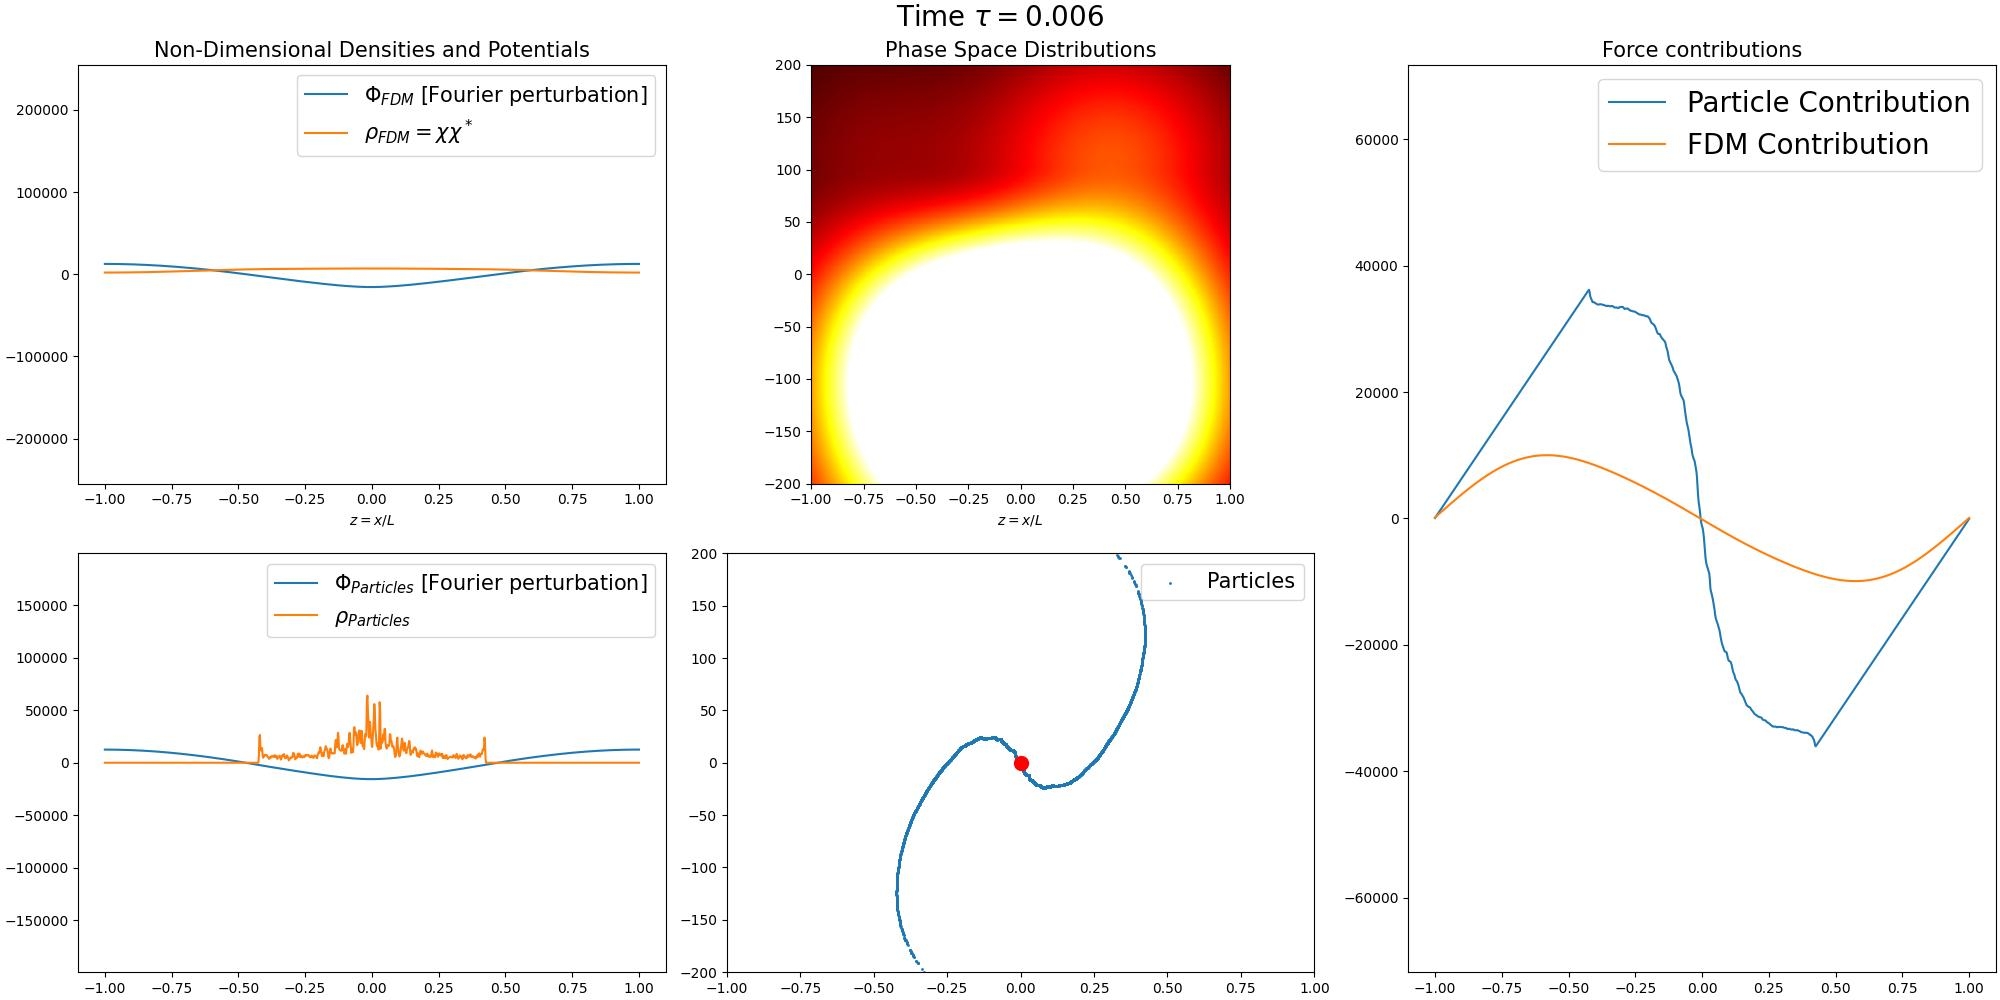 Time τ = 0.006
Non-Dimensional Densities and Potentials
Φ_FDM [Fourier perturbation]
ρ_FDM = χχ*
200000
100000
0
−100000
−200000
−1.00 −0.75 −0.50 −0.25 0.00 0.25 0.50 0.75 1.00
z = x/L
Phase Space Distributions
200
150
100
50
0
−50
−100
−150
−200
−1.00 −0.75 −0.50 −0.25 0.00 0.25 0.50 0.75 1.00
z = x/L
Force contributions
Particle Contribution
FDM Contribution
60000
40000
20000
0
−20000
−40000
−60000
−1.00 −0.75 −0.50 −0.25 0.00 0.25 0.50 0.75 1.00
Φ_Particles [Fourier perturbation]
ρ_Particles
150000
100000
50000
0
−50000
−100000
−150000
−1.00 −0.75 −0.50 −0.25 0.00 0.25 0.50 0.75 1.00
Particles
200
150
100
50
0
−50
−100
−150
−200
−1.00 −0.75 −0.50 −0.25 0.00 0.25 0.50 0.75 1.00